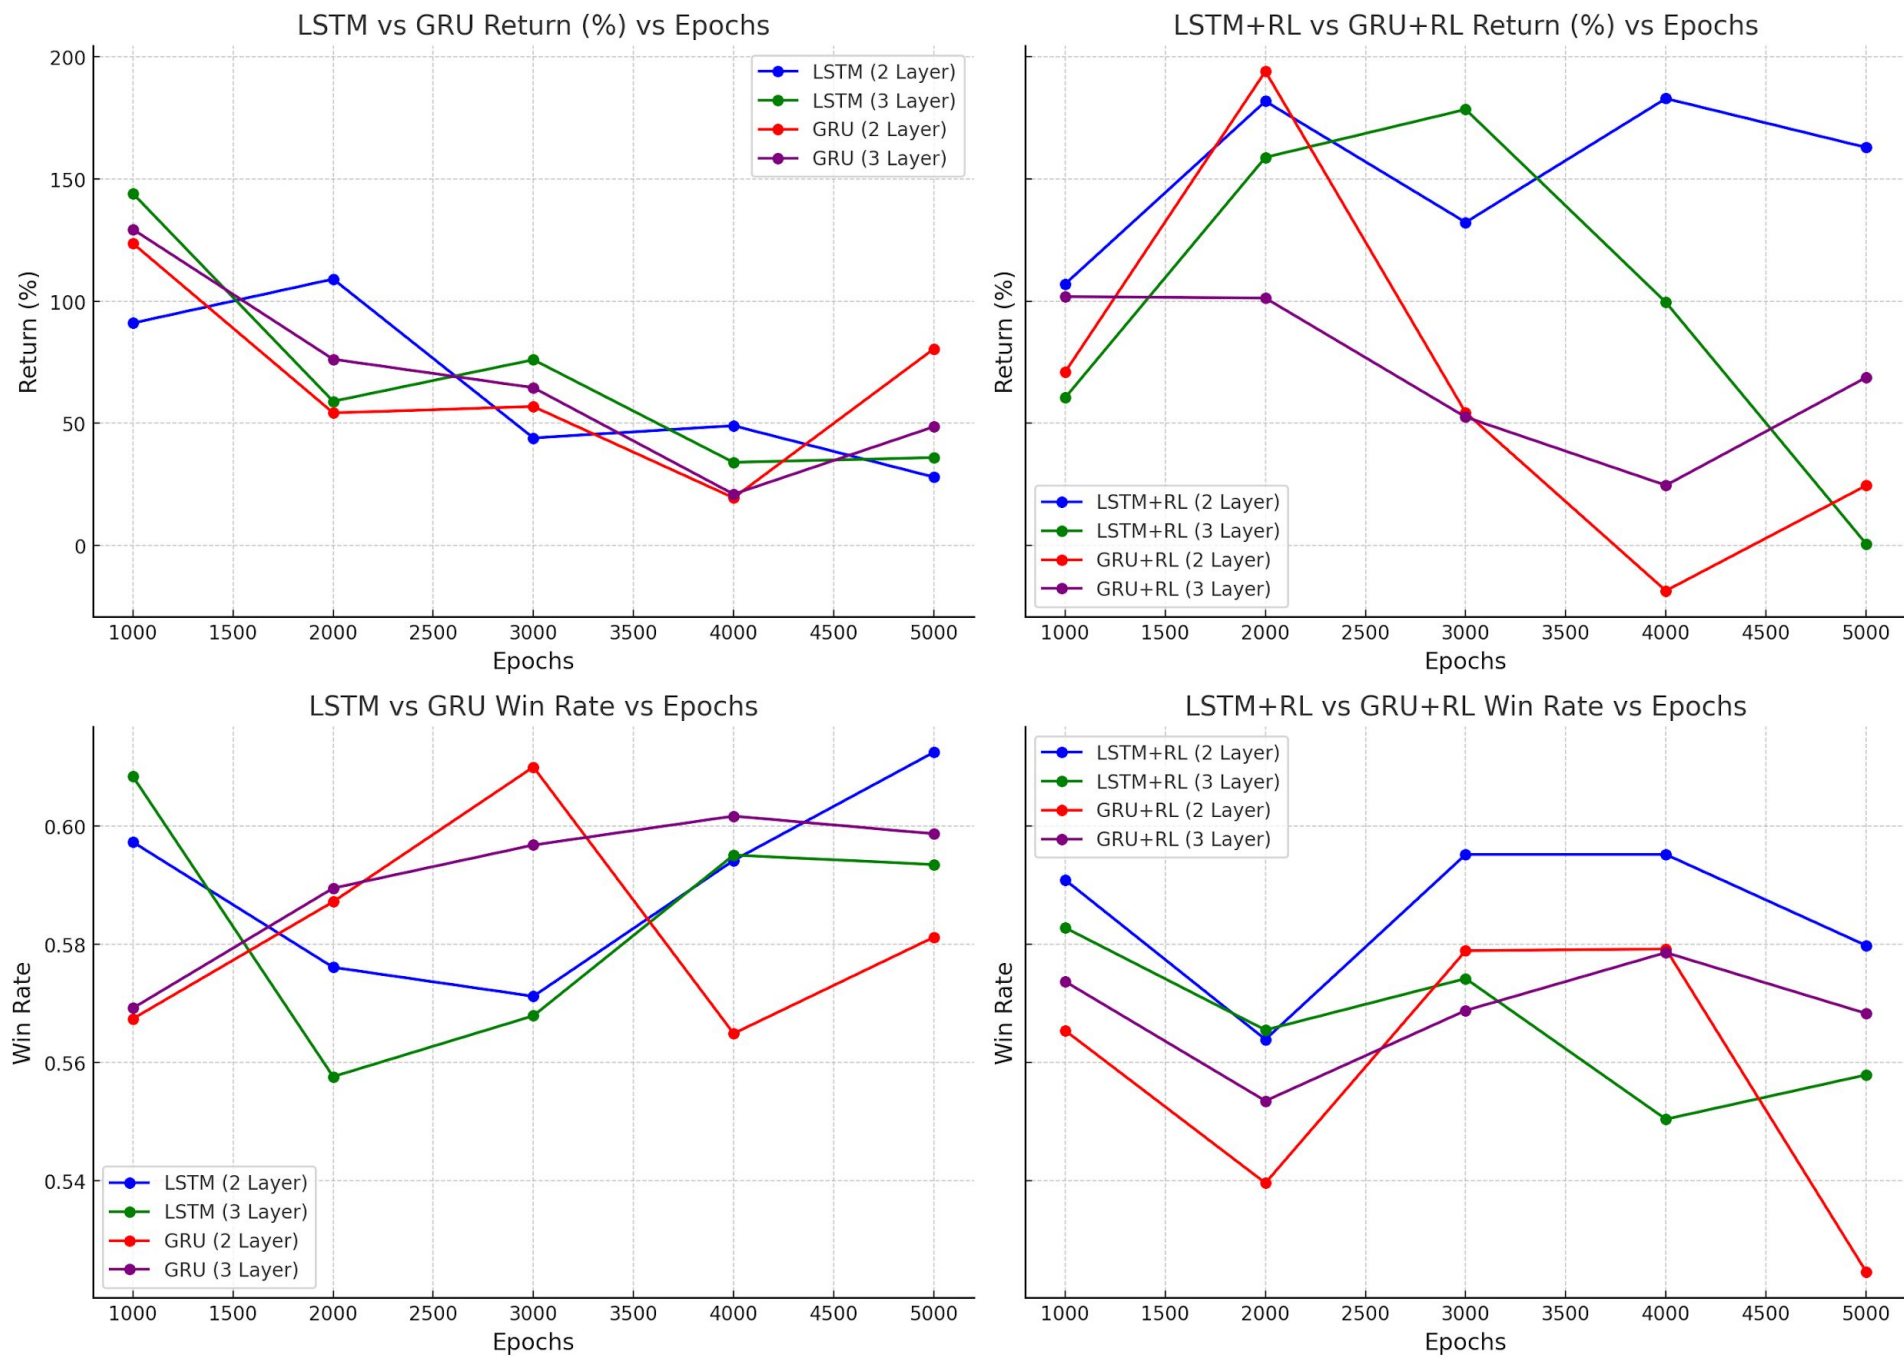 LSTM vs GRU Return (%) vs Epochs
Return (%)
200
150
100
50
0
LSTM (2 Layer)
LSTM (3 Layer)
GRU (2 Layer)
GRU (3 Layer)
1000 1500 2000 2500 3000 3500 4000 4500 5000
Epochs
LSTM+RL vs GRU+RL Return (%) vs Epochs
Return (%)
LSTM+RL (2 Layer)
LSTM+RL (3 Layer)
GRU+RL (2 Layer)
GRU+RL (3 Layer)
1000 1500 2000 2500 3000 3500 4000 4500 5000
Epochs
LSTM vs GRU Win Rate vs Epochs
Win Rate
0.60
0.58
0.56
0.54
LSTM (2 Layer)
LSTM (3 Layer)
GRU (2 Layer)
GRU (3 Layer)
1000 1500 2000 2500 3000 3500 4000 4500 5000
Epochs
LSTM+RL vs GRU+RL Win Rate vs Epochs
Win Rate
LSTM+RL (2 Layer)
LSTM+RL (3 Layer)
GRU+RL (2 Layer)
GRU+RL (3 Layer)
1000 1500 2000 2500 3000 3500 4000 4500 5000
Epochs